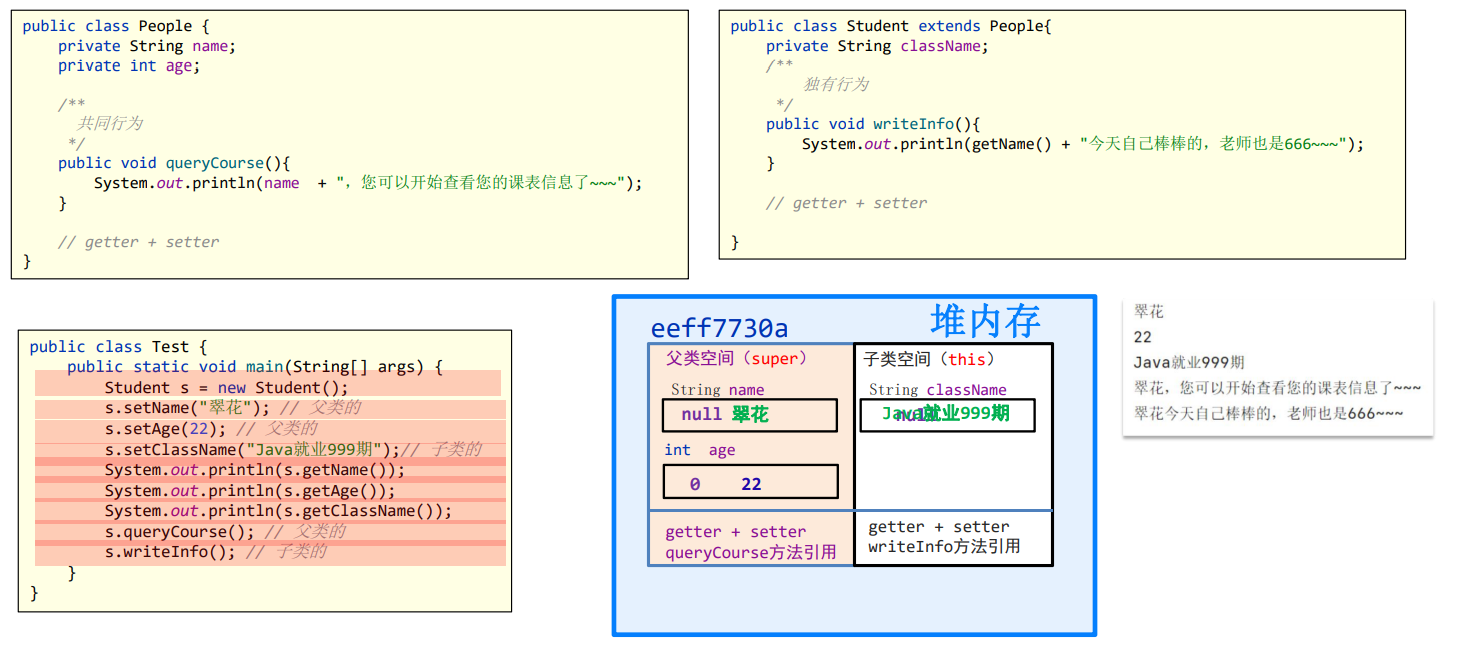 public class People {
private String name;
private int age;
/**
共同行为
*/
public void queryCourse(){
System.out.println(name + "，您可以开始查看您的课表信息了~~~");
}
// getter + setter
}
public class Student extends People{
private String className;
/**
独有行为
*/
public void writeInfo(){
System.out.println(getName() + "今天自己棒棒的，老师也是666~~~");
}
// getter + setter
}
public class Test {
public static void main(String[] args) {
Student s = new Student();
s.setName("翠花"); // 父类的
s.setAge(22); // 父类的
s.setClassName("Java就业999期");// 子类的
System.out.println(s.getName());
System.out.println(s.getAge());
System.out.println(s.getClassName());
s.queryCourse(); // 父类的
s.writeInfo(); // 子类的
}
}
堆内存
eeff7730a
父类空间（super）
String name
null 翠花
int age
0 22
getter + setter
queryCourse方法引用
子类空间（this）
String className
null
Java就业999期
getter + setter
writeInfo方法引用
翠花
22
Java就业999期
翠花，您可以开始查看您的课表信息了~~~
翠花今天自己棒棒的，老师也是666~~~